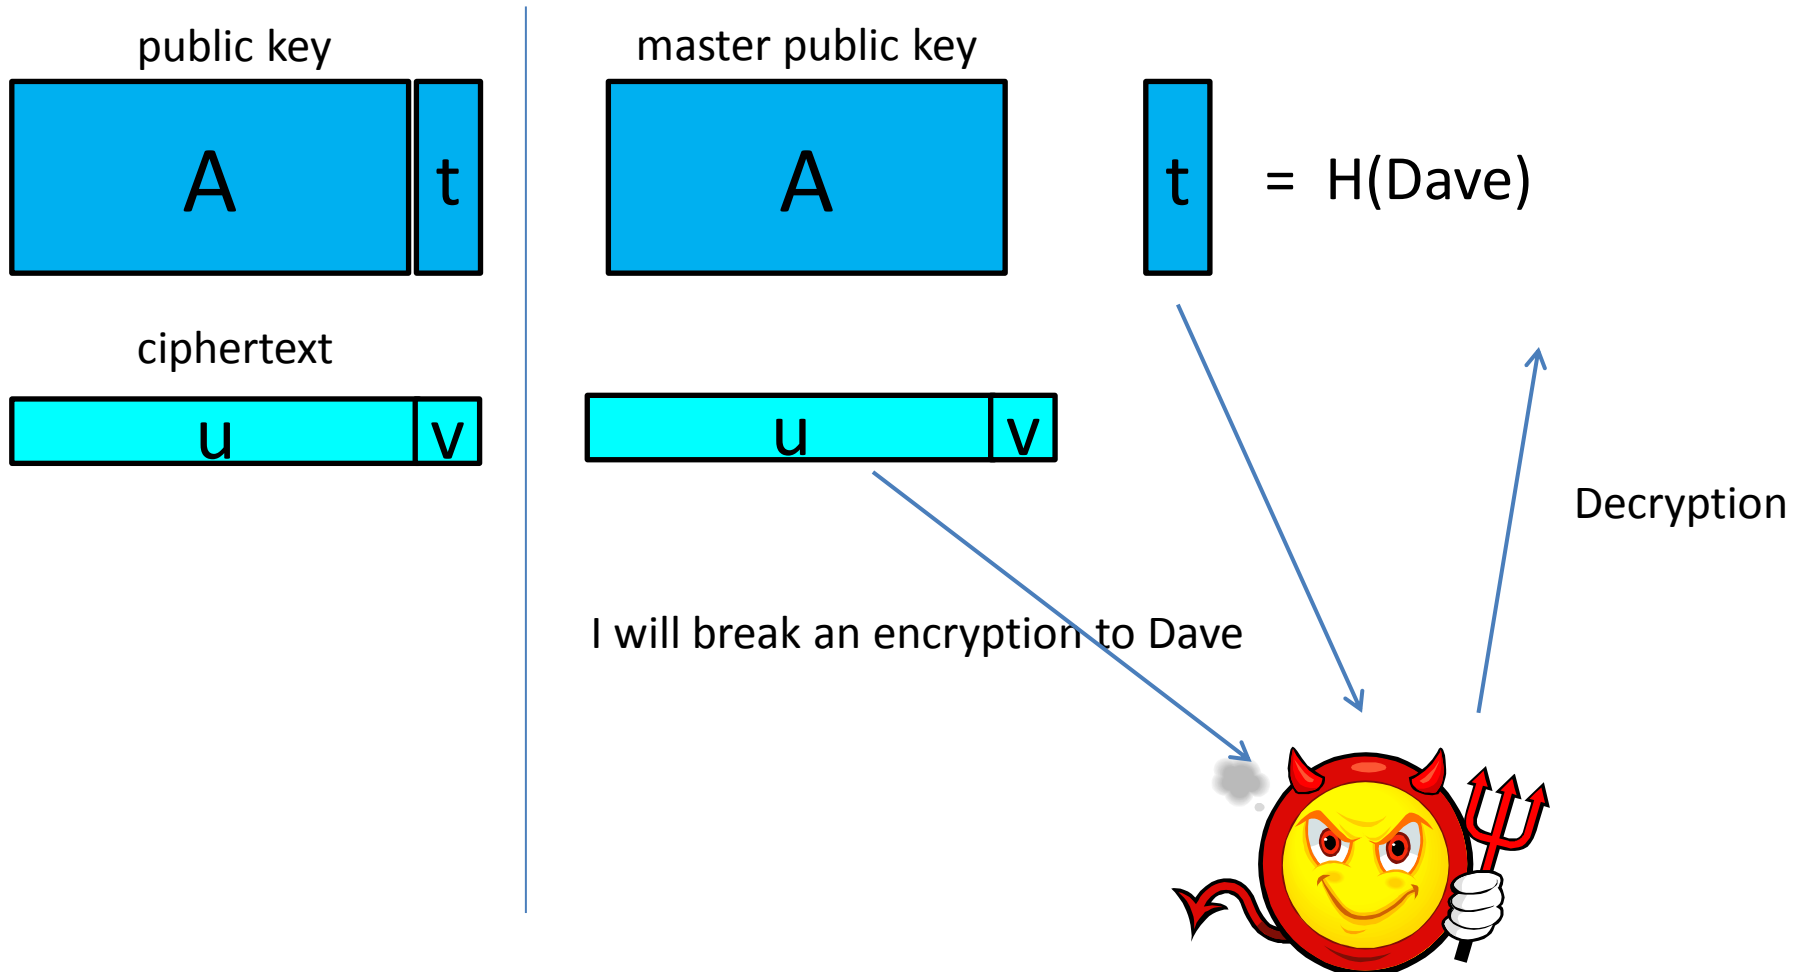 public key
A
t
ciphertext
u
v
master public key
A
t
= H(Dave)
u
v
Decryption
I will break an encryption to Dave